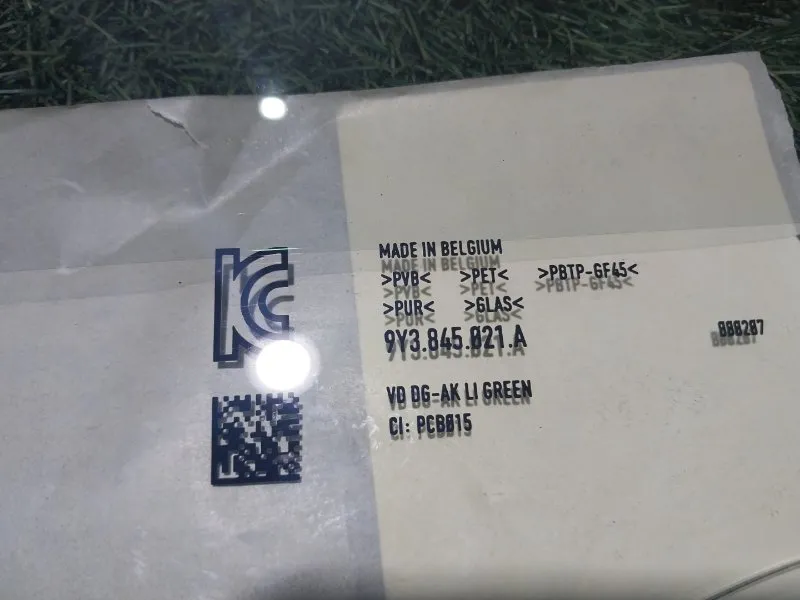 MADE IN BELGIUM
>PVB< >PET< >PBTP-GF45<
>PUR< >GLAS<
9Y3.845.021.A
VD DG-AK LI GREEN
CI: PCB015